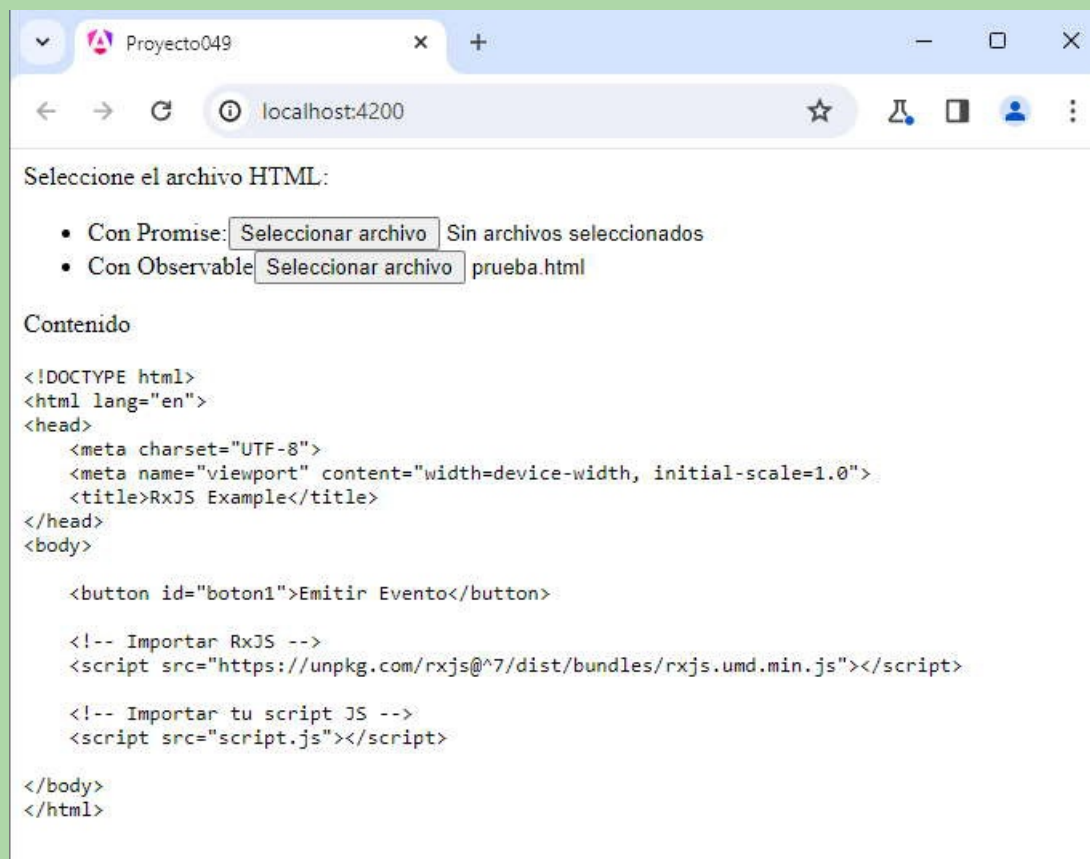 Proyecto049
localhost:4200
Seleccione el archivo HTML:
• Con Promise: Seleccionar archivo Sin archivos seleccionados
• Con Observable Seleccionar archivo prueba.html
Contenido
<!DOCTYPE html>
<html lang="en">
<head>
    <meta charset="UTF-8">
    <meta name="viewport" content="width=device-width, initial-scale=1.0">
    <title>RxJS Example</title>
</head>
<body>
    <button id="boton1">Emitir Evento</button>
    <!-- Importar RxJS -->
    <script src="https://unpkg.com/rxjs@^7/dist/bundles/rxjs.umd.min.js"></script>
    <!-- Importar tu script JS -->
    <script src="script.js"></script>
</body>
</html>